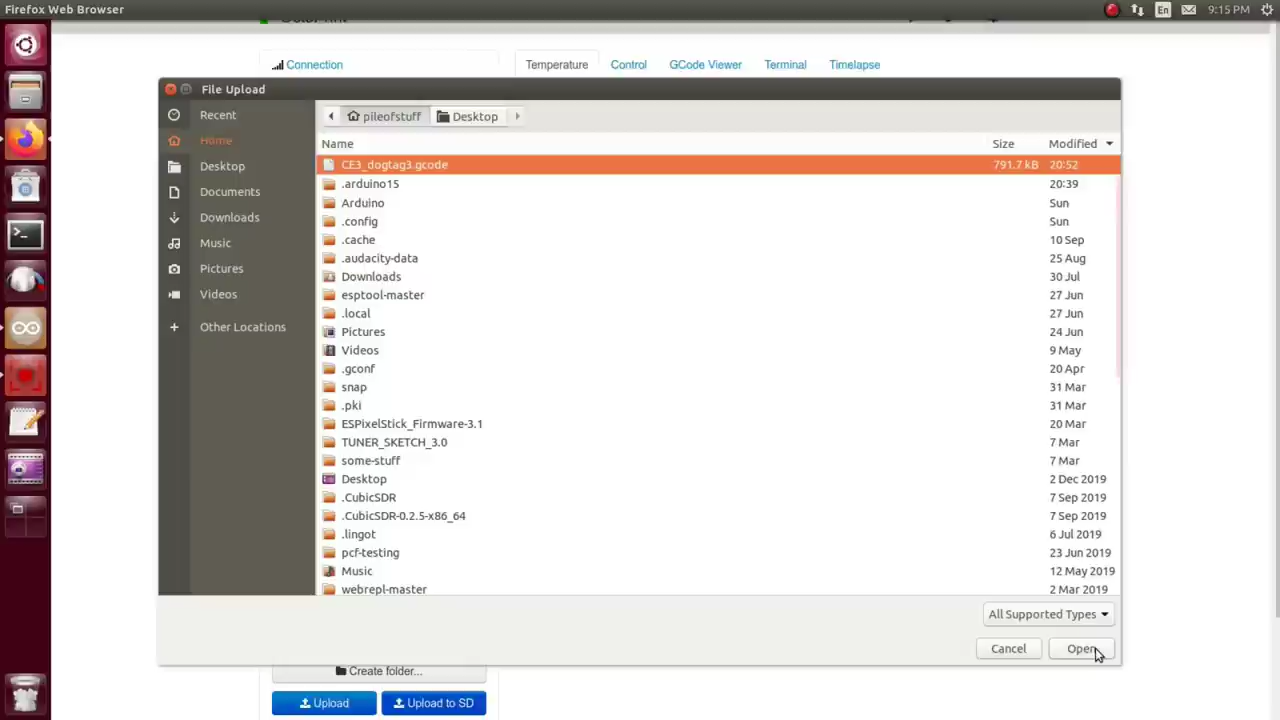 Firefox Web Browser
En
9:15 PM
Connection
Temperature
Control
GCode Viewer
Terminal
Timelapse
File Upload
Recent
Home
Desktop
Documents
Downloads
Music
Pictures
Videos
Other Locations
pileofstuff
Desktop
Name Size Modified
CE3_dogtag3.gcode 791.7 kB 20:52
.arduino15 20:39
Arduino Sun
.config Sun
.cache 10 Sep
.audacity-data 25 Aug
Downloads 30 Jul
esptool-master 27 Jun
.local 27 Jun
Pictures 24 Jun
Videos 9 May
.gconf 20 Apr
snap 31 Mar
.pki 31 Mar
ESPixelStick_Firmware-3.1 20 Mar
TUNER_SKETCH_3.0 7 Mar
some-stuff 7 Mar
Desktop 2 Dec 2019
.CubicSDR 7 Sep 2019
.CubicSDR-0.2.5-x86_64 7 Sep 2019
.lingot 6 Jul 2019
pcf-testing 23 Jun 2019
Music 12 May 2019
webrepl-master 2 Mar 2019
All Supported Types
Cancel
Open
Create folder...
Upload
Upload to SD